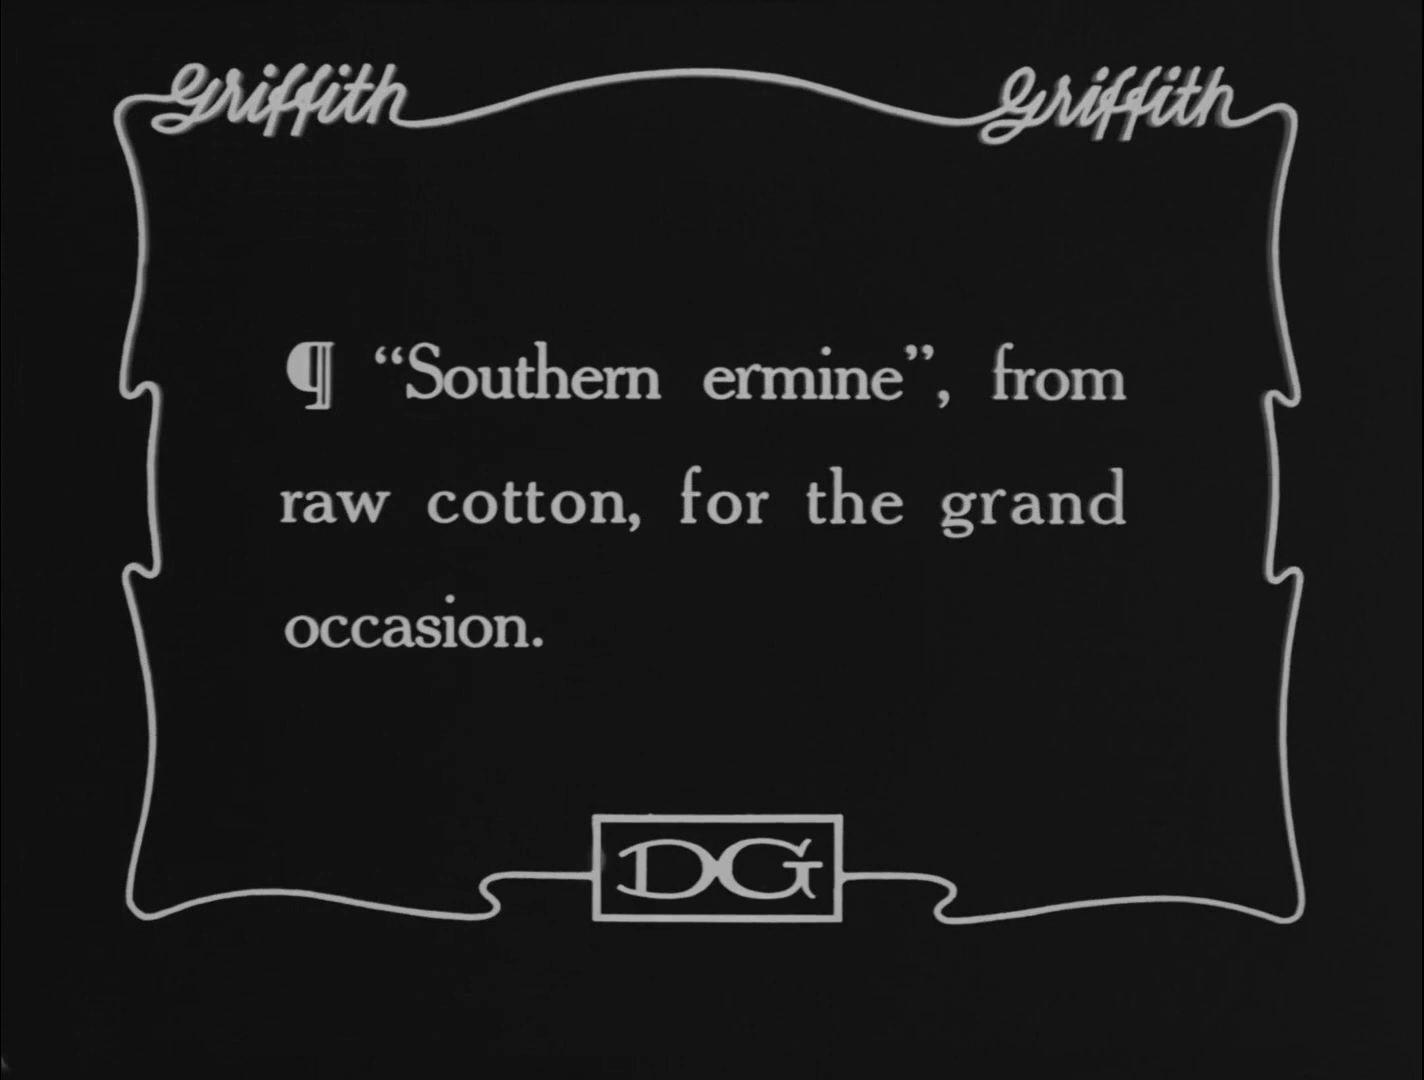 Griffith Griffith
¶ “Southern ermine”, from
raw cotton, for the grand
occasion.
DG